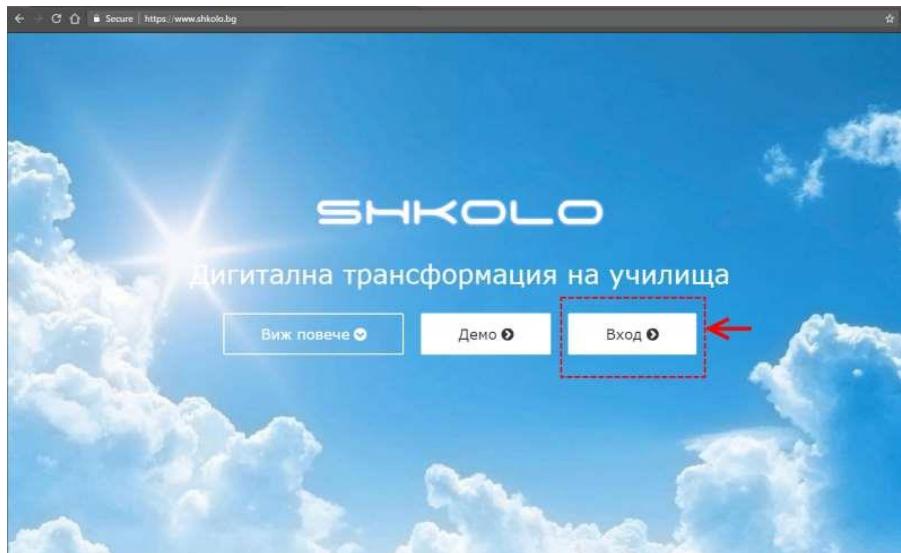 Secure | https://www.shkolo.bg
SHKOLO
Дигитална трансформация на училища
Виж повече
Демо
Вход